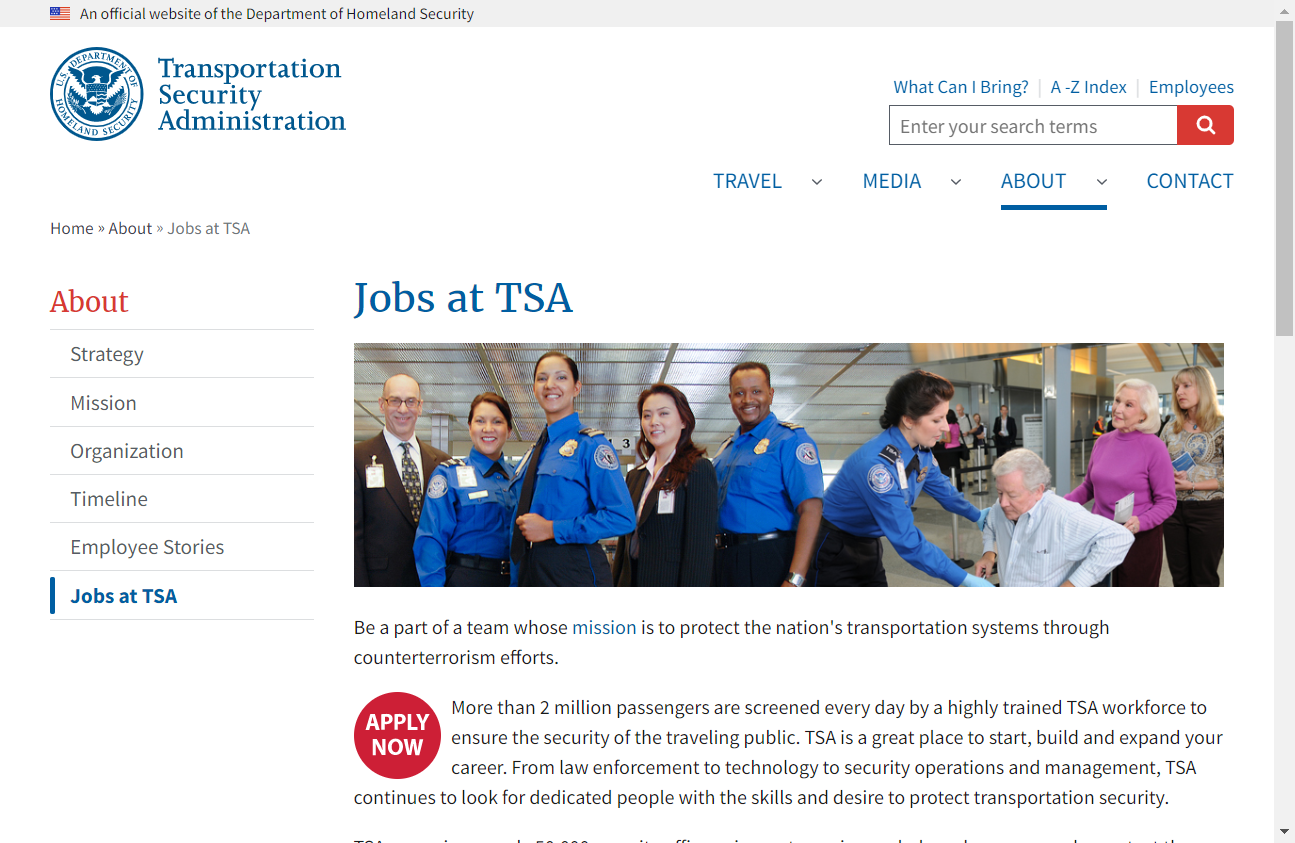 An official website of the Department of Homeland Security
U.S. DEPARTMENT OF HOMELAND SECURITY
Transportation
Security
Administration
What Can I Bring?
A -Z Index
Employees
Enter your search terms
TRAVEL
MEDIA
ABOUT
CONTACT
Home » About » Jobs at TSA
About
Strategy
Mission
Organization
Timeline
Employee Stories
Jobs at TSA
Jobs at TSA
3
TSA
Be a part of a team whose mission is to protect the nation's transportation systems through
counterterrorism efforts.
APPLY
NOW
More than 2 million passengers are screened every day by a highly trained TSA workforce to
ensure the security of the traveling public. TSA is a great place to start, build and expand your
career. From law enforcement to technology to security operations and management, TSA
continues to look for dedicated people with the skills and desire to protect transportation security.